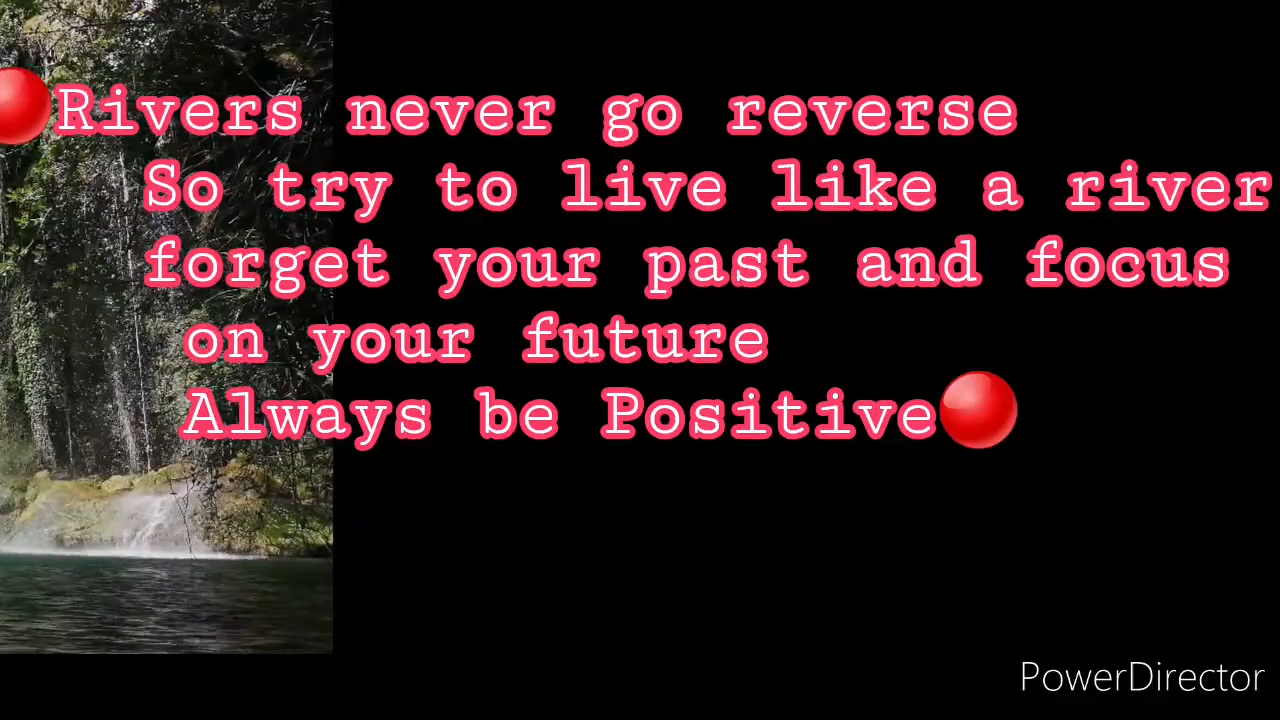 🔴Rivers never go reverse
So try to live like a river
forget your past and focus
on your future
Always be Positive🔴
PowerDirector